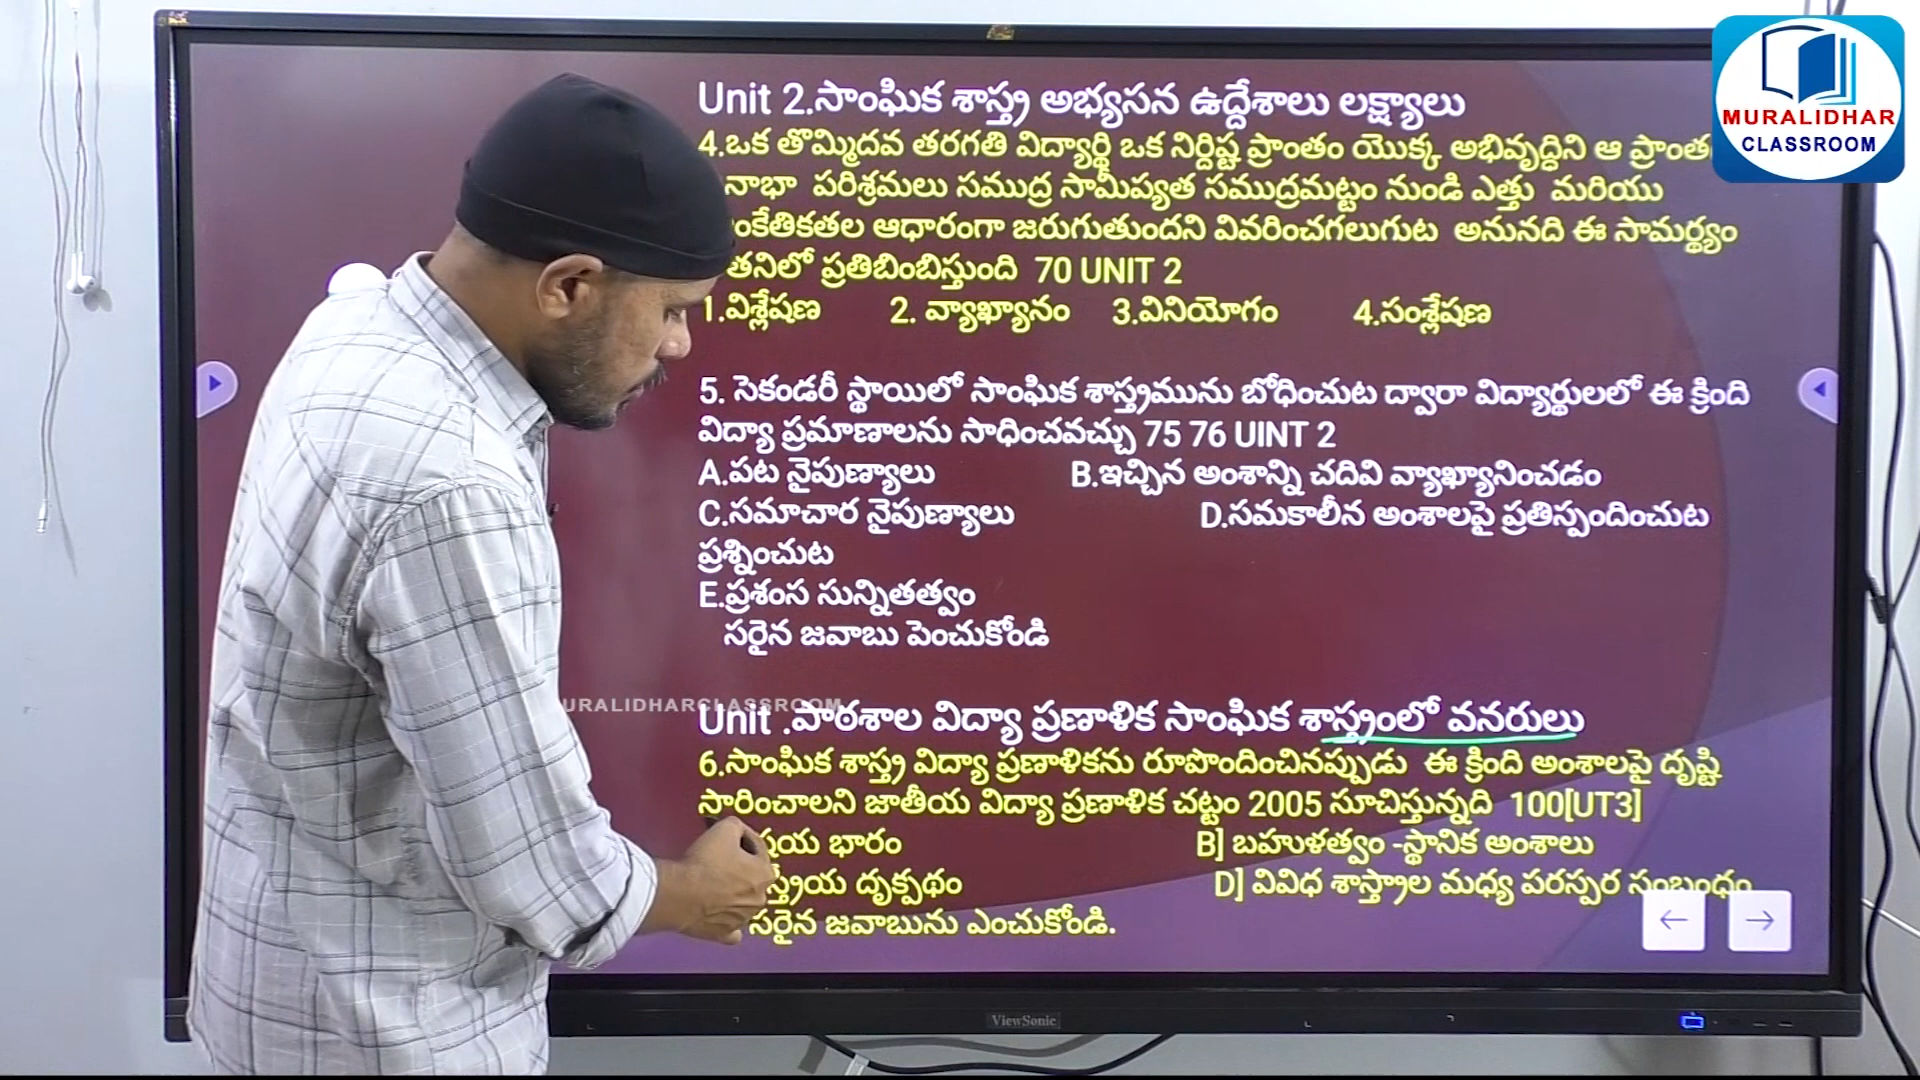 MURALIDHAR
CLASSROOM
Unit 2.సాంఘిక శాస్త్ర అభ్యసన ఉద్దేశాలు లక్ష్యాలు
4.ఒక తొమ్మిదవ తరగతి విద్యార్థి ఒక నిర్దిష్ట ప్రాంతం యొక్క అభివృద్ధిని ఆ
పరిశ్రమలు సముద్ర సామీప్యత సముద్రమట్టం నుండి ఎత్తు మరియు
ఆధారంగా జరుగుతుందని వివరించగలుగుట అనునది ఈ సామర్థ్యం
ప్రతిబింబిస్తుంది 70 UNIT 2
1.విశ్లేషణ 2. వ్యాఖ్యానం 3.వినియోగం 4.సంశ్లేషణ
5. సెకండరీ స్థాయిలో సాంఘిక శాస్త్రమును బోధించుట ద్వారా విద్యార్థులలో ఈ క్రింది
విద్యా ప్రమాణాలను సాధించవచ్చు 75 76 UINT 2
A.పట నైపుణ్యాలు B.ఇచ్చిన అంశాన్ని చదివి వ్యాఖ్యానించడం
C.సమాచార నైపుణ్యాలు D.సమకాలీన అంశాలపై ప్రతిస్పందించుట
ప్రశ్నించుట
E.ప్రశంస సున్నితత్వం
సరైన జవాబు పెంచుకోండి
Unit .పాఠశాల విద్యా ప్రణాళిక సాంఘిక శాస్త్రంలో వనరులు
6.సాంఘిక శాస్త్ర విద్యా ప్రణాళికను రూపొందించినప్పుడు ఈ క్రింది అంశాలపై దృష్టి
సారించాలని జాతీయ విద్యా ప్రణాళిక చట్టం 2005 సూచిస్తున్నది 100[UT3]
భారం B] బహుళత్వం -స్థానిక అంశాలు
దృక్పథం D] వివిధ శాస్త్రాల మధ్య పరస్పర సంబంధం
సరైన జవాబును ఎంచుకోండి.
ViewSonic